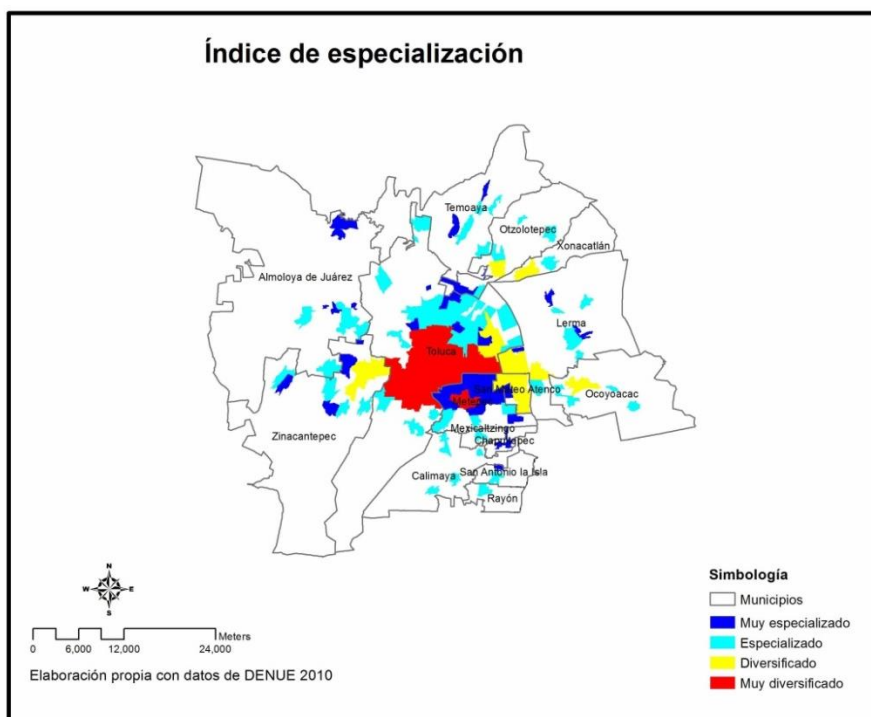 Índice de especialización
Temoaya
Otzolotepec
Xonacatlán
Almoloya de Juárez
Lerma
Toluca
San Mateo Atenco
Ocoyoacac
Metepec
Mexicaltzingo
Zinacantepec
Chapultepec
Calimaya
San Antonio la Isla
Rayón
N
W E
S
Meters
0 6,000 12,000 24,000
Elaboración propia con datos de DENUE 2010
Simbología
Municipios
Muy especializado
Especializado
Diversificado
Muy diversificado